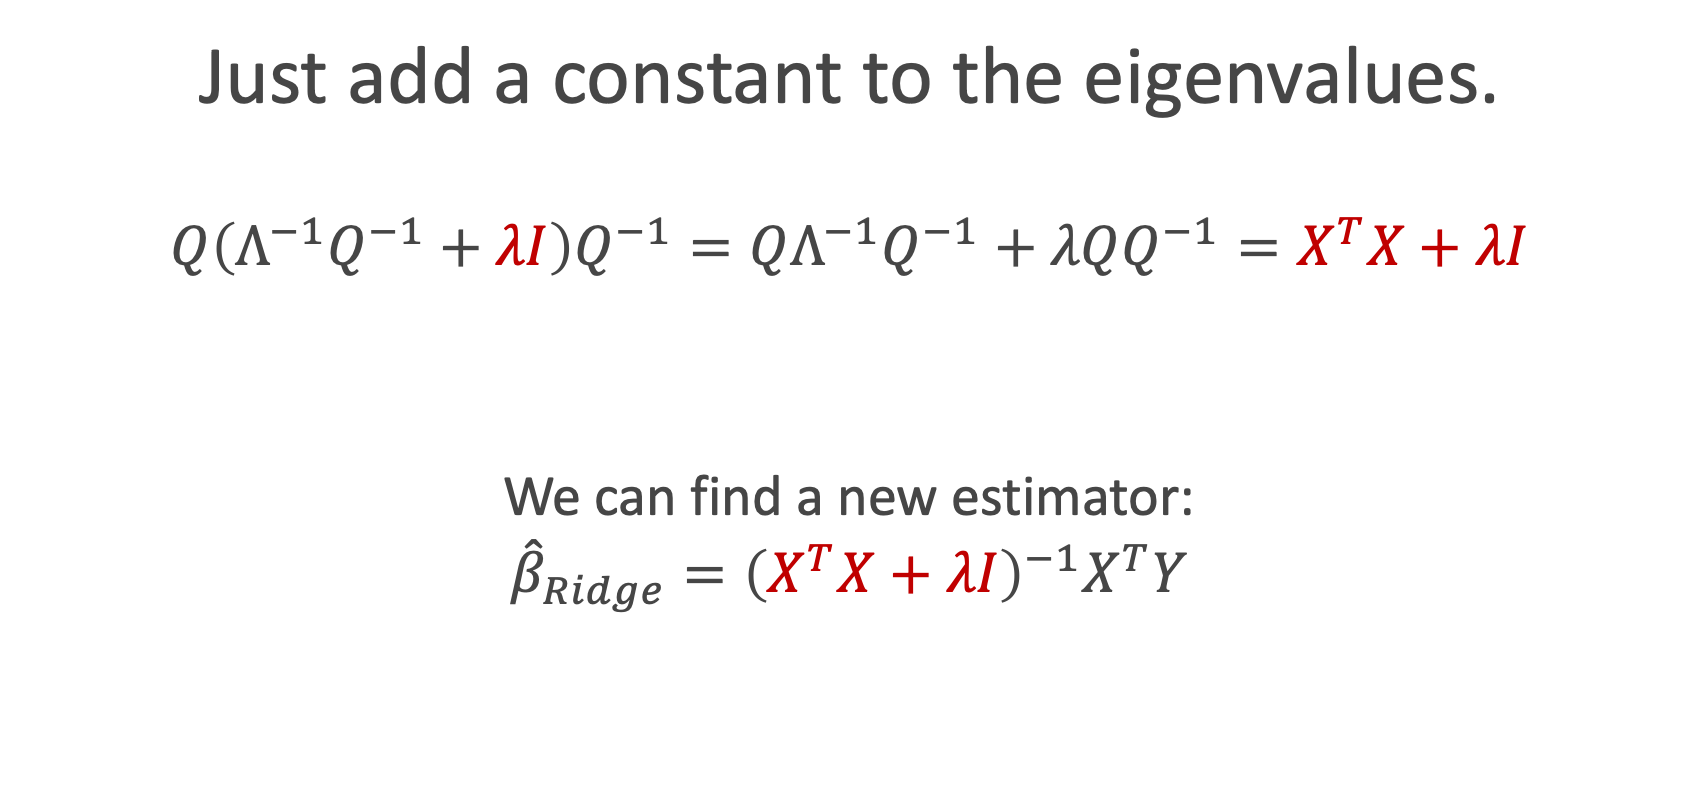 Just add a constant to the eigenvalues.
Q(Λ⁻¹Q⁻¹ + λI)Q⁻¹ = QΛ⁻¹Q⁻¹ + λQQ⁻¹ = XᵀX + λI
We can find a new estimator:
β̂_Ridge = (XᵀX + λI)⁻¹XᵀY